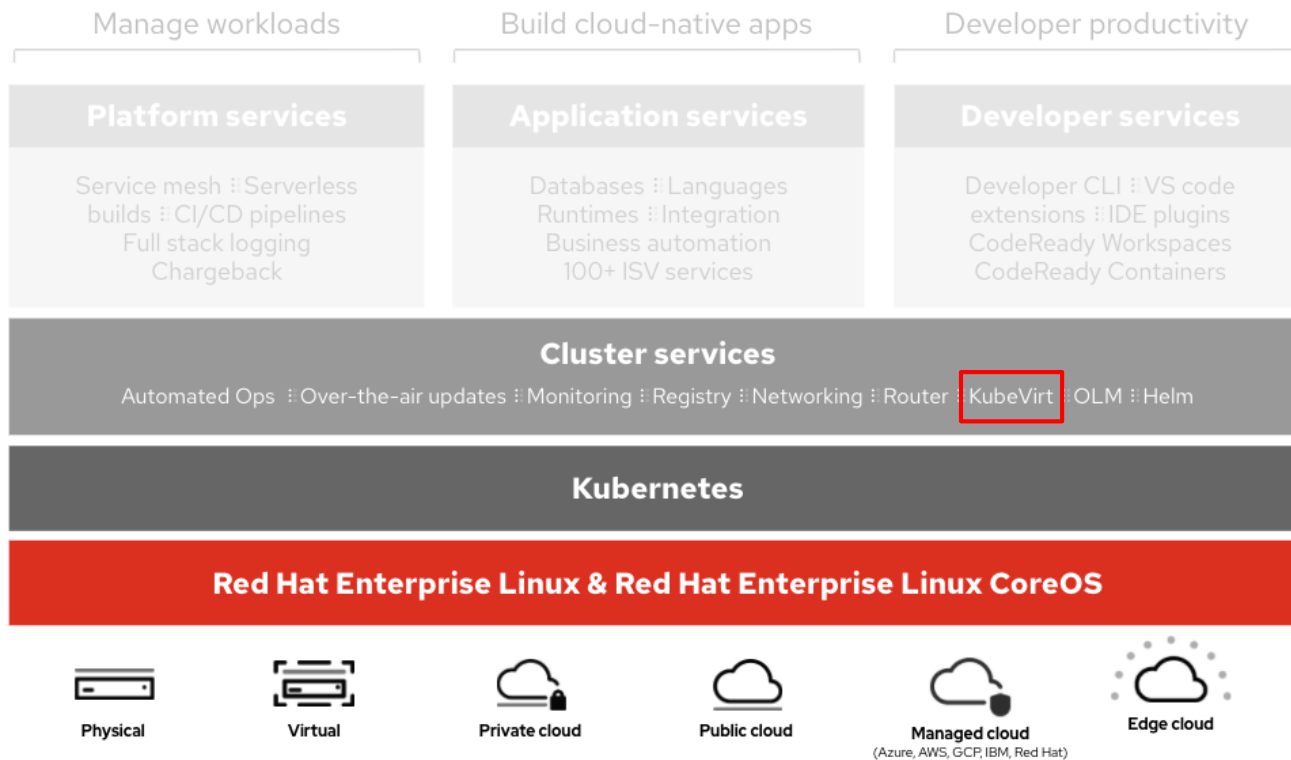 Manage workloads
Build cloud-native apps
Developer productivity
Platform services
Service mesh ⠿Serverless
builds ⠿CI/CD pipelines
Full stack logging
Chargeback
Application services
Databases ⠿Languages
Runtimes ⠿Integration
Business automation
100+ ISV services
Developer services
Developer CLI ⠿VS code
extensions ⠿IDE plugins
CodeReady Workspaces
CodeReady Containers
Cluster services
Automated Ops ⠿Over-the-air updates ⠿Monitoring ⠿Registry ⠿Networking ⠿Router ⠿KubeVirt ⠿OLM ⠿Helm
Kubernetes
Red Hat Enterprise Linux & Red Hat Enterprise Linux CoreOS
Physical
Virtual
Private cloud
Public cloud
Managed cloud
(Azure, AWS, GCP, IBM, Red Hat)
Edge cloud